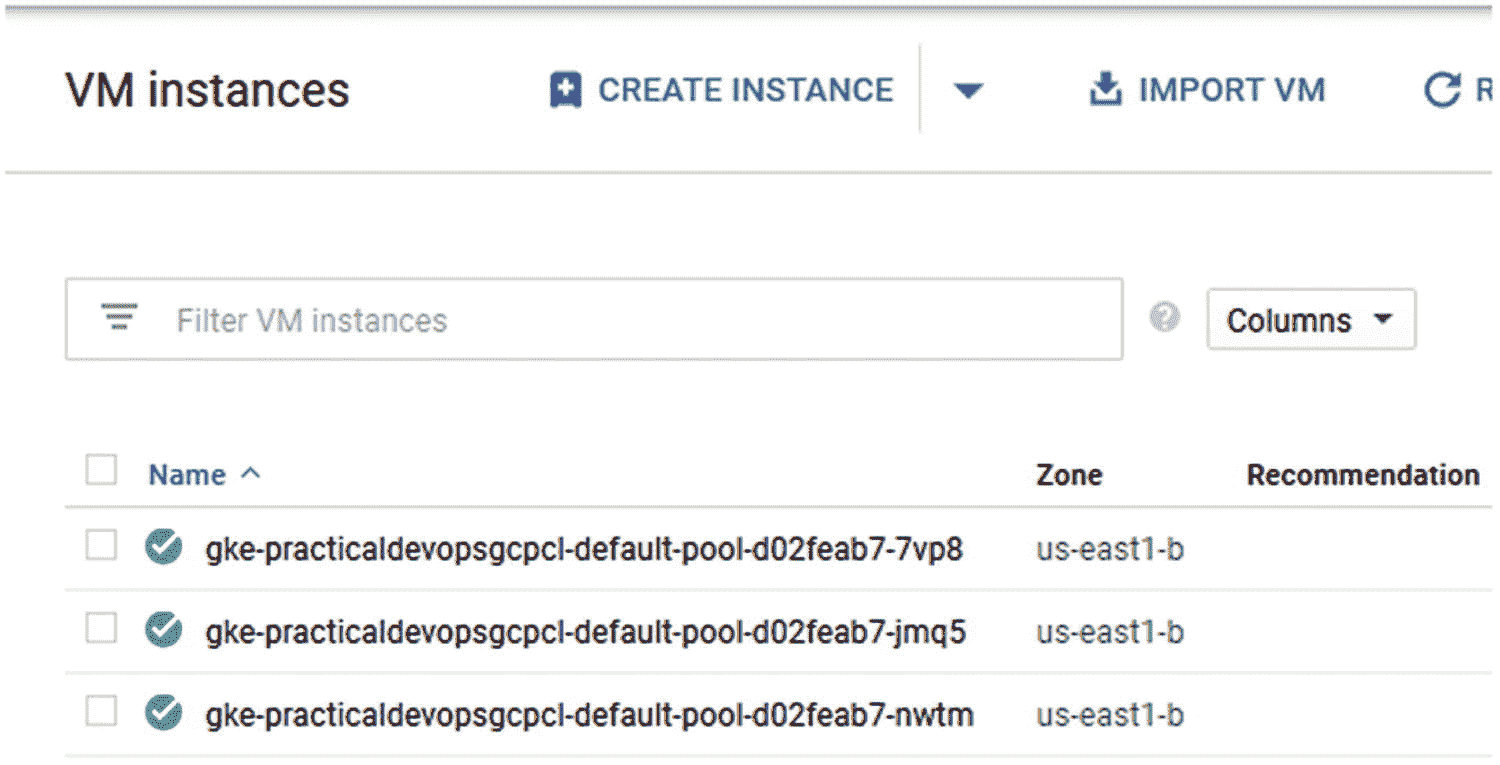 VM instances CREATE INSTANCE IMPORT VM R
Filter VM instances Columns
Name Zone Recommendation
gke-practicaldevopsgcpcl-default-pool-d02feab7-7vp8 us-east1-b
gke-practicaldevopsgcpcl-default-pool-d02feab7-jmq5 us-east1-b
gke-practicaldevopsgcpcl-default-pool-d02feab7-nwtm us-east1-b